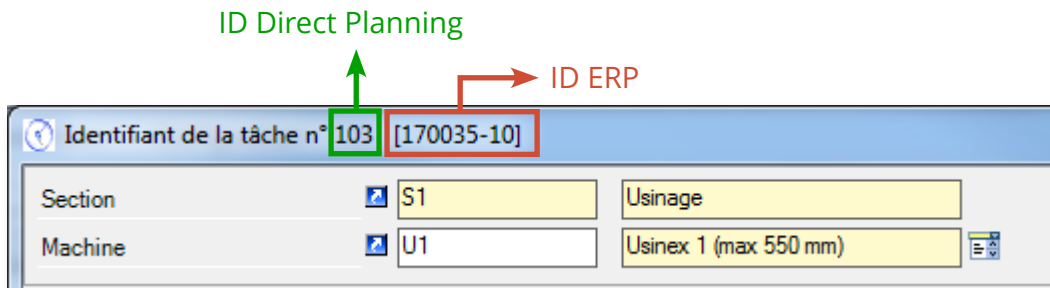 ID Direct Planning
ID ERP
Identifiant de la tâche n° 103 [170035-10]
Section S1 Usinage
Machine U1 Usinex 1 (max 550 mm)